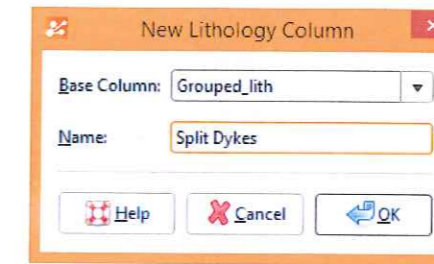 New Lithology Column
Base Column: Grouped_lith
Name: Split Dykes
Help Cancel OK